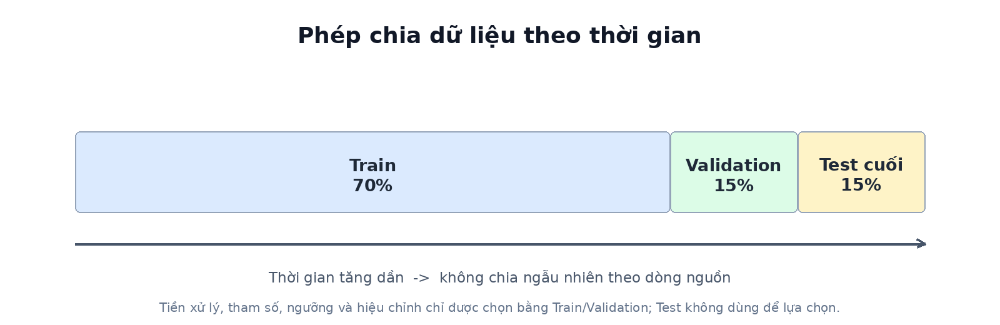 Phép chia dữ liệu theo thời gian
Train
70%
Validation
15%
Test cuối
15%
Thời gian tăng dần -> không chia ngẫu nhiên theo dòng nguồn
Tiền xử lý, tham số, ngưỡng và hiệu chỉnh chỉ được chọn bằng Train/Validation; Test không dùng để lựa chọn.